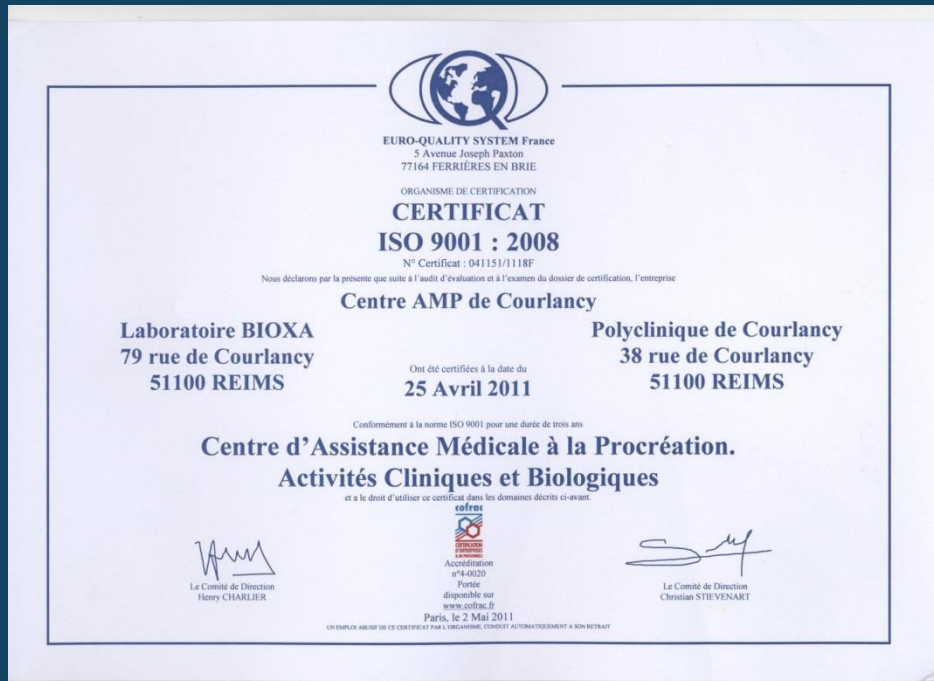 EURO-QUALITY SYSTEM France
5 Avenue Joseph Paxton
77164 FERRIÈRES EN BRIE
ORGANISME DE CERTIFICATION
CERTIFICAT
ISO 9001 : 2008
N° Certificat : 041151/1118F
Nous déclarons par la présente que suite à l'audit d'évaluation et à l'examen du dossier de certification, l'entreprise
Centre AMP de Courlancy
Laboratoire BIOXA
79 rue de Courlancy
51100 REIMS
Polyclinique de Courlancy
38 rue de Courlancy
51100 REIMS
Ont été certifiées à la date du
25 Avril 2011
Conformément à la norme ISO 9001 pour une durée de trois ans
Centre d'Assistance Médicale à la Procréation.
Activités Cliniques et Biologiques
et a le droit d'utiliser ce certificat dans les domaines décrits ci-avant.
cofrac
CERTIFICATION
D'ENTREPRISES
& DE PERSONNELS
Accréditation
n°4-0020
Portée
disponible sur
www.cofrac.fr
Le Comité de Direction
Henry CHARLIER
Le Comité de Direction
Christian STIEVENART
Paris, le 2 Mai 2011
UN EMPLOI ABUSIF DE CE CERTIFICAT PAR L'ORGANISME, CONDUIT AUTOMATIQUEMENT A SON RETRAIT